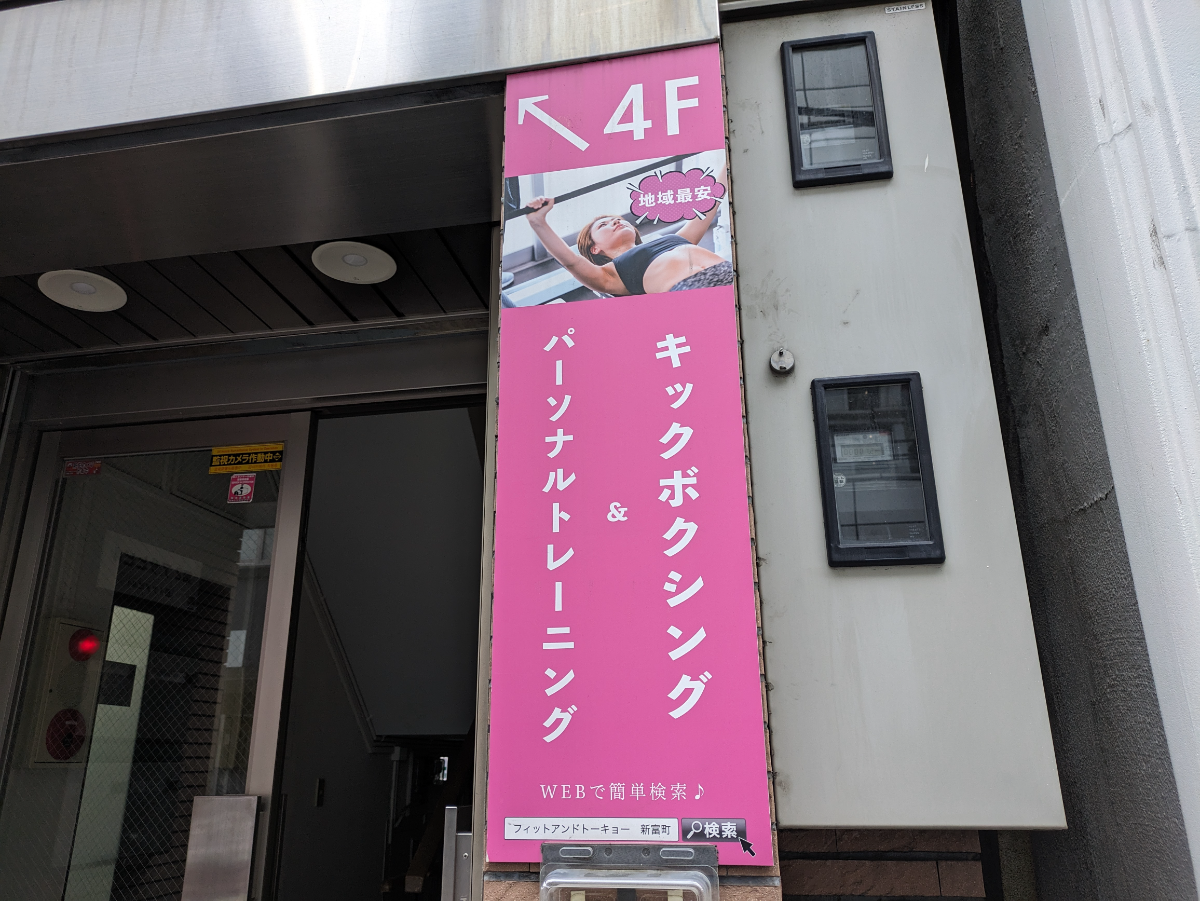 4F
地域最安
キックボクシング
&
パーソナルトレーニング
WEBで簡単検索♪
フィットアンドトーキョー 新富町
検索
監視カメラ作動中
STAINLESS